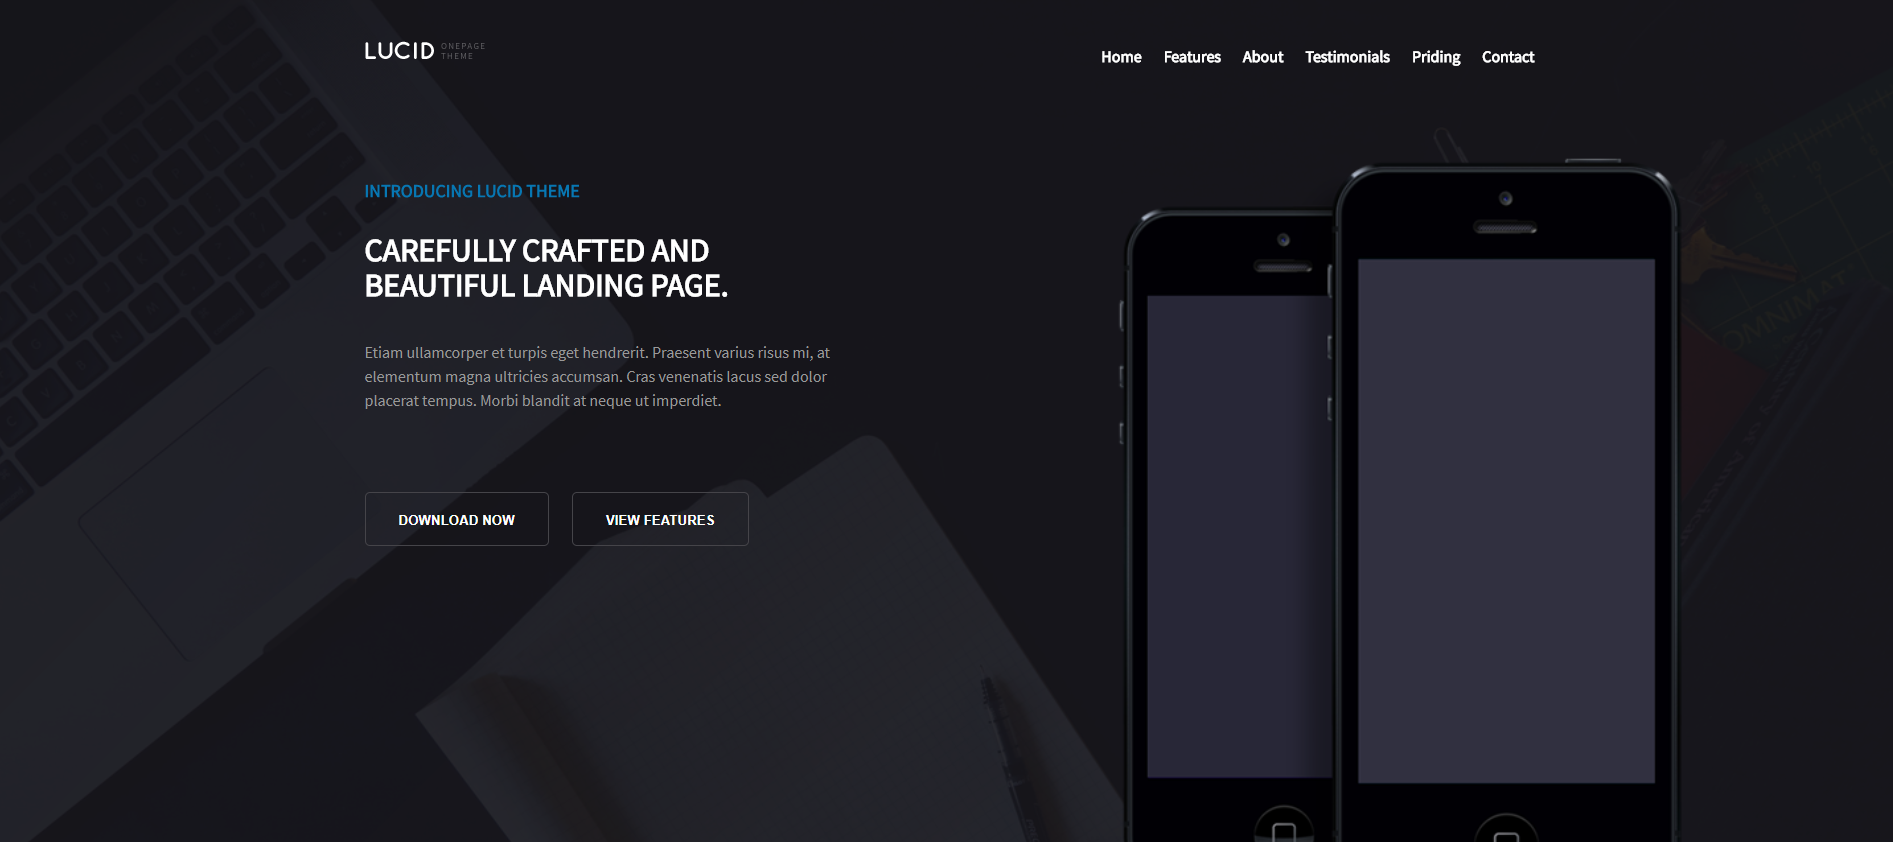 LUCID ONEPAGE THEME
Home Features About Testimonials Priding Contact
INTRODUCING LUCID THEME
CAREFULLY CRAFTED AND
BEAUTIFUL LANDING PAGE.
Etiam ullamcorper et turpis eget hendrerit. Praesent varius risus mi, at
elementum magna ultricies accumsan. Cras venenatis lacus sed dolor
placerat tempus. Morbi blandit at neque ut imperdiet.
DOWNLOAD NOW VIEW FEATURES
OMNIMAT